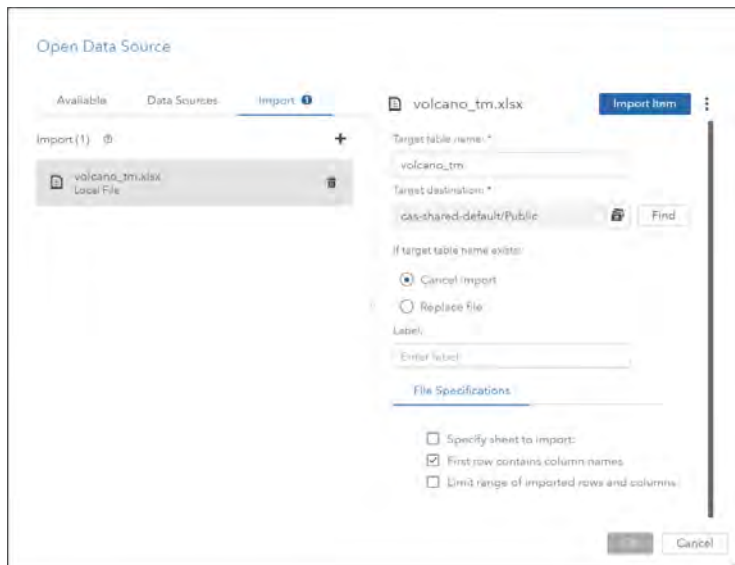 Open Data Source
Available Data Sources Import 1
Import (1)
volcano_tm.xlsx
Local File
volcano_tm.xlsx Import Item
Target table name: *
volcano_tm
Target destination: *
cas-shared-default/Public Find
If target table name exists:
Cancel import
Replace file
Label:
Enter label
File Specifications
Specify sheet to import:
First row contains column names
Limit range of imported rows and columns
Cancel